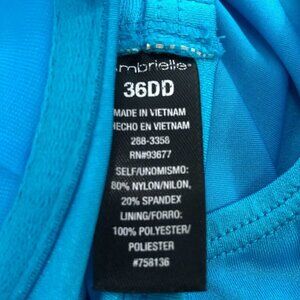 mbrielle®
36DD
MADE IN VIETNAM
HECHO EN VIETNAM
288-3358
RN#93677
SELF/UNOMISMO:
80% NYLON/NILON,
20% SPANDEX
LINING/FORRO:
100% POLYESTER/
POLIESTER
#758136